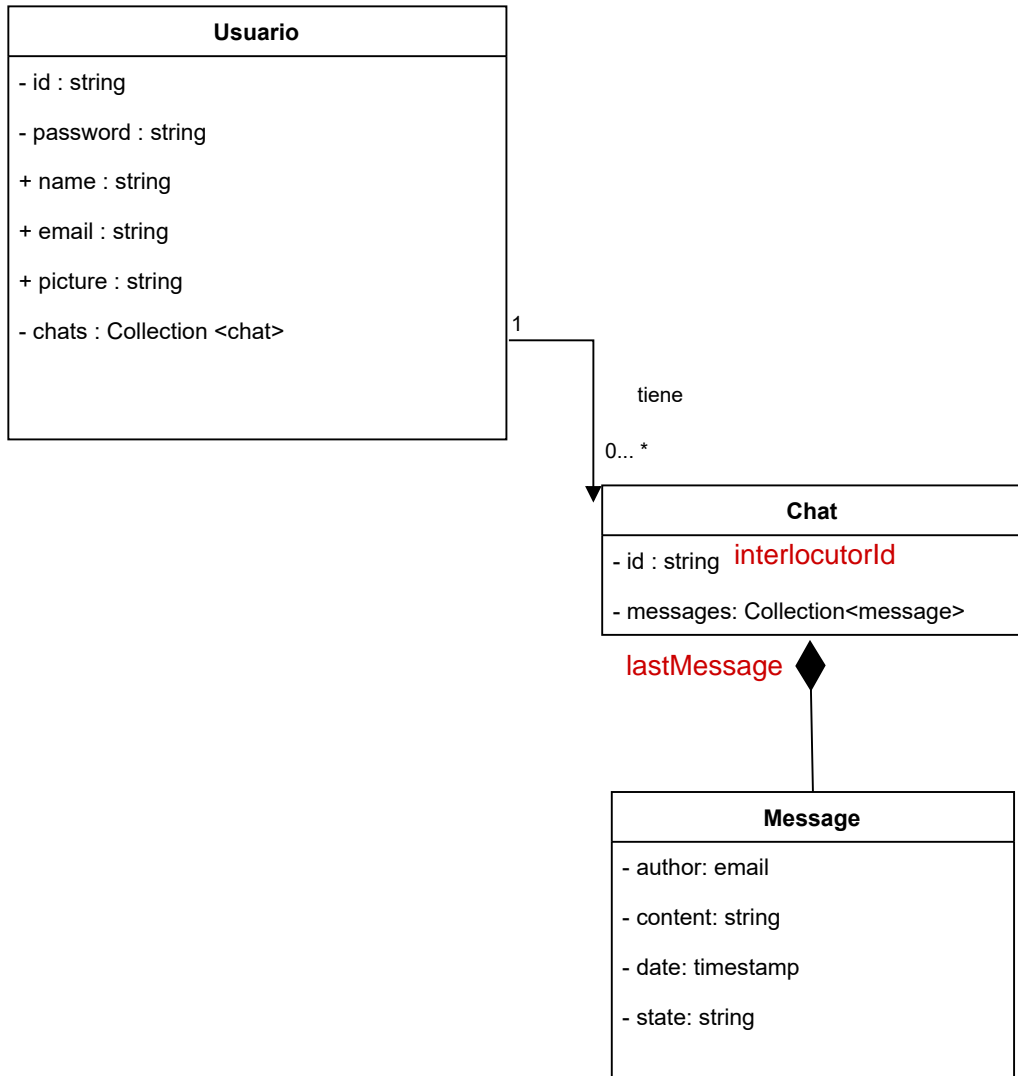 Usuario
- id : string
- password : string
+ name : string
+ email : string
+ picture : string
- chats : Collection <chat>
1
tiene
0... *
Chat
- id : string interlocutorId
- messages: Collection<message>
lastMessage
Message
- author: email
- content: string
- date: timestamp
- state: string